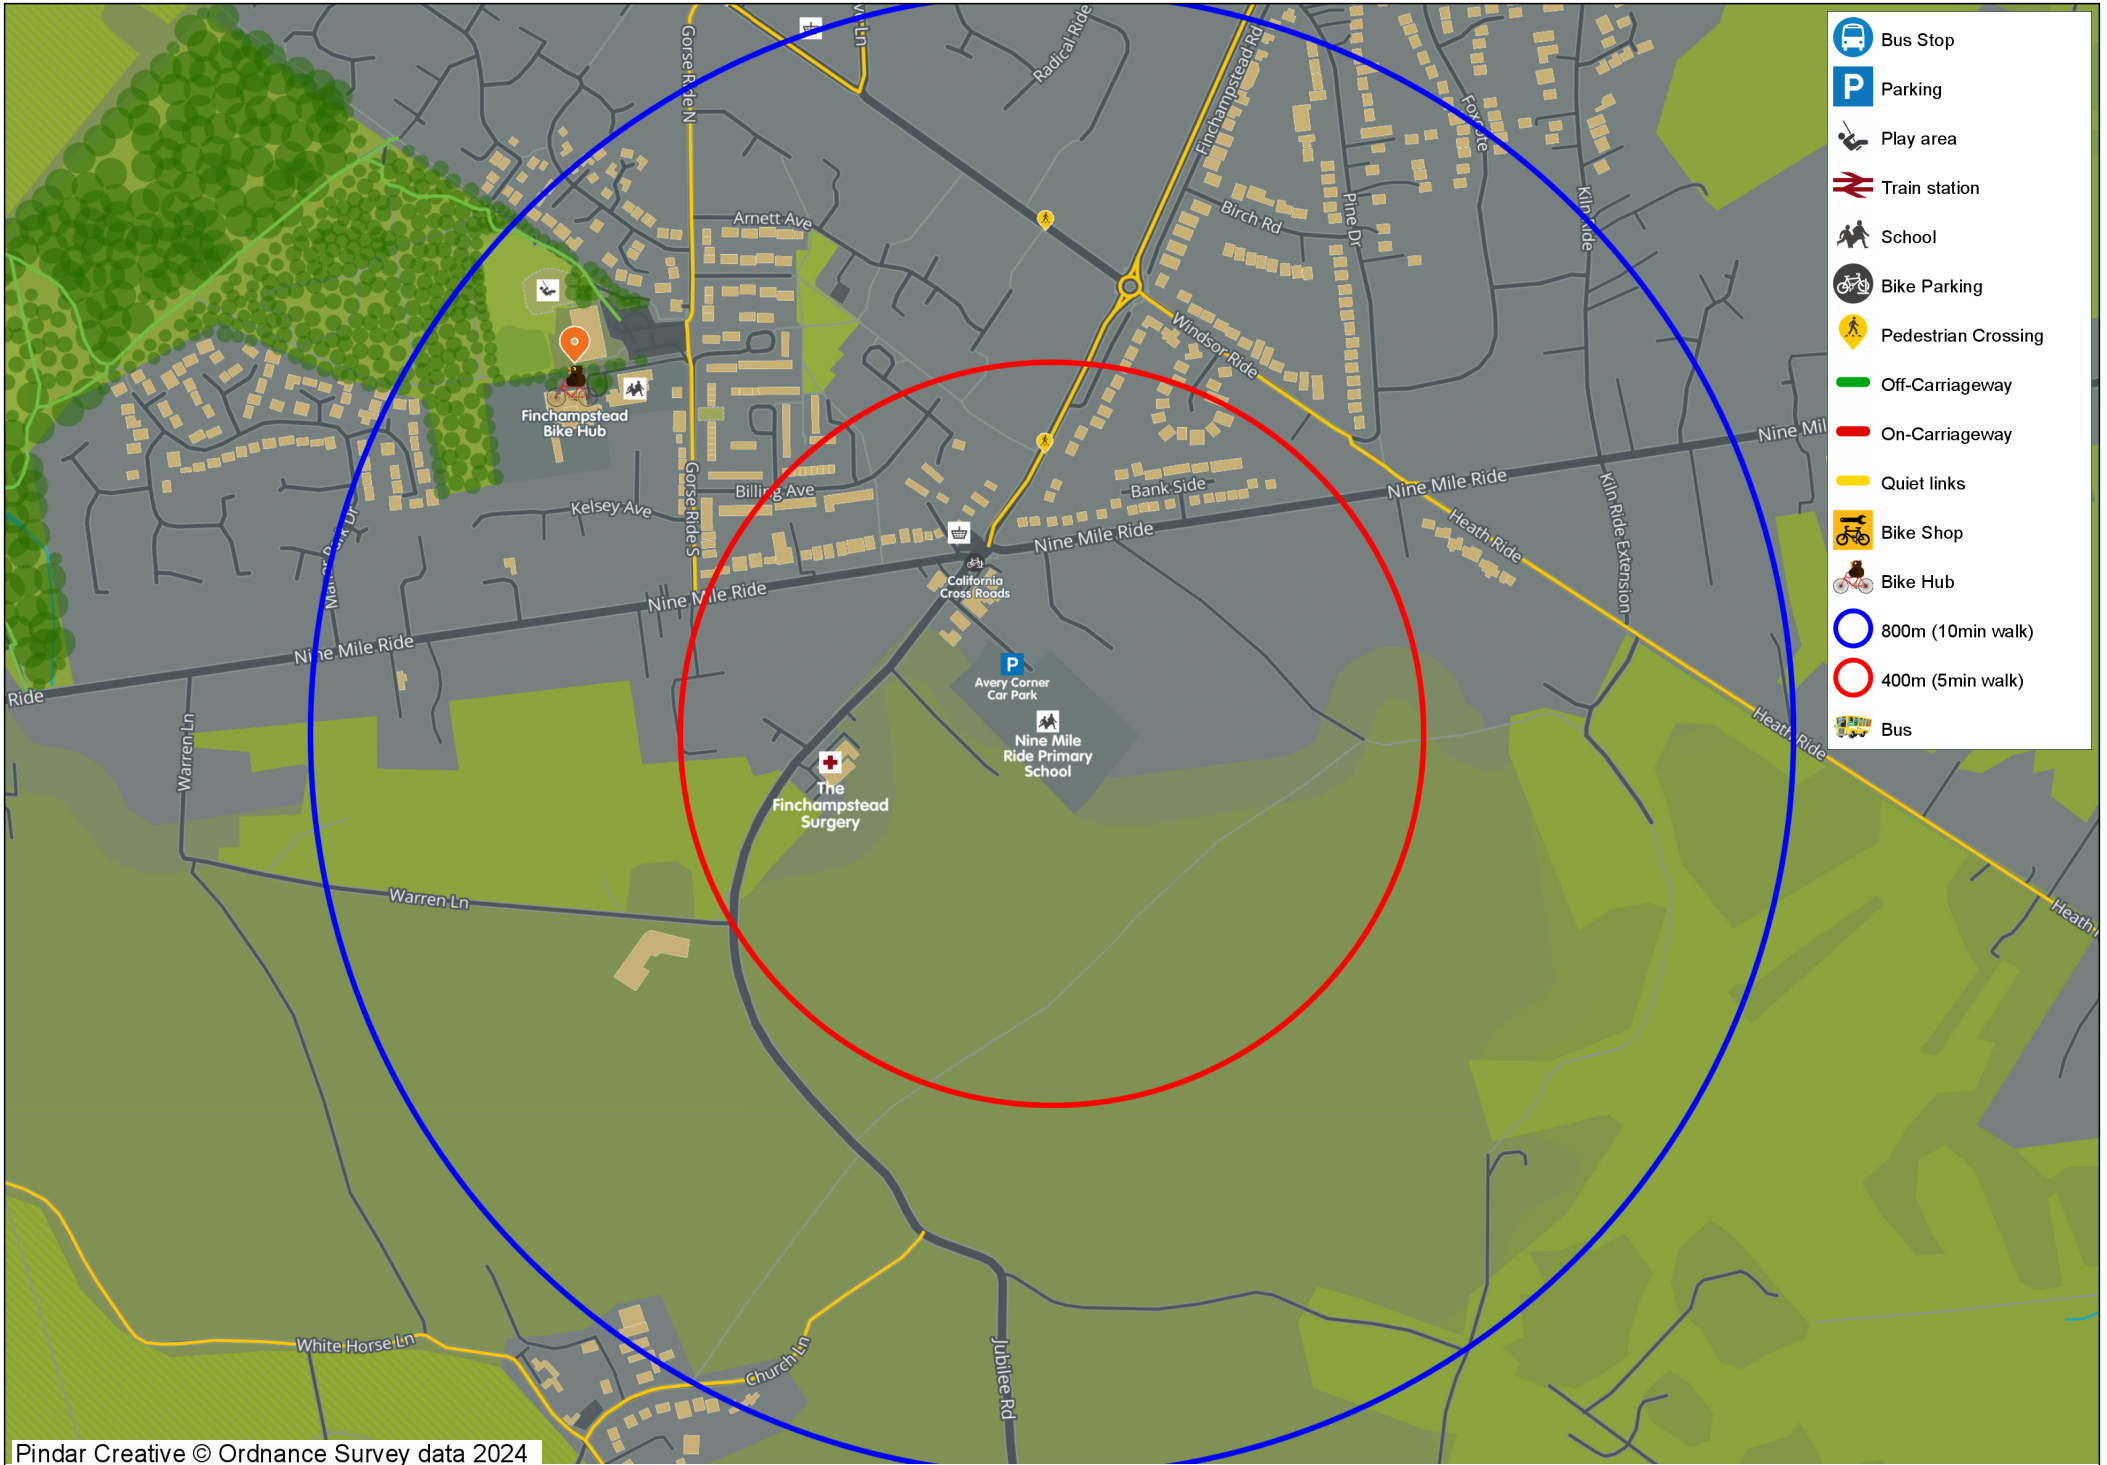 Gorse Ride N
Radical Ride
Finchampstead Rd
Foxcote
Kiln Ride
Pine Dr
Birch Rd
Arnett Ave
Windsor Ride
Finchampstead
Bike Hub
Gorse Ride S
Billing Ave
Kelsey Ave
Bank Side
Nine Mile Ride
Nine Mile Ride
Nine Mil
Heath Ride
Kiln Ride Extension
California
Cross Roads
Nine Mile Ride
Nine Mile Ride
Ride
Manor Park Dr
Avery Corner
Car Park
Nine Mile
Ride Primary
School
The
Finchampstead
Surgery
Warren Ln
Warren Ln
Heath Ride
White Horse Ln
Church Ln
Jubilee Rd
Bus Stop
Parking
Play area
Train station
School
Bike Parking
Pedestrian Crossing
Off-Carriageway
On-Carriageway
Quiet links
Bike Shop
Bike Hub
800m (10min walk)
400m (5min walk)
Bus
Pindar Creative © Ordnance Survey data 2024